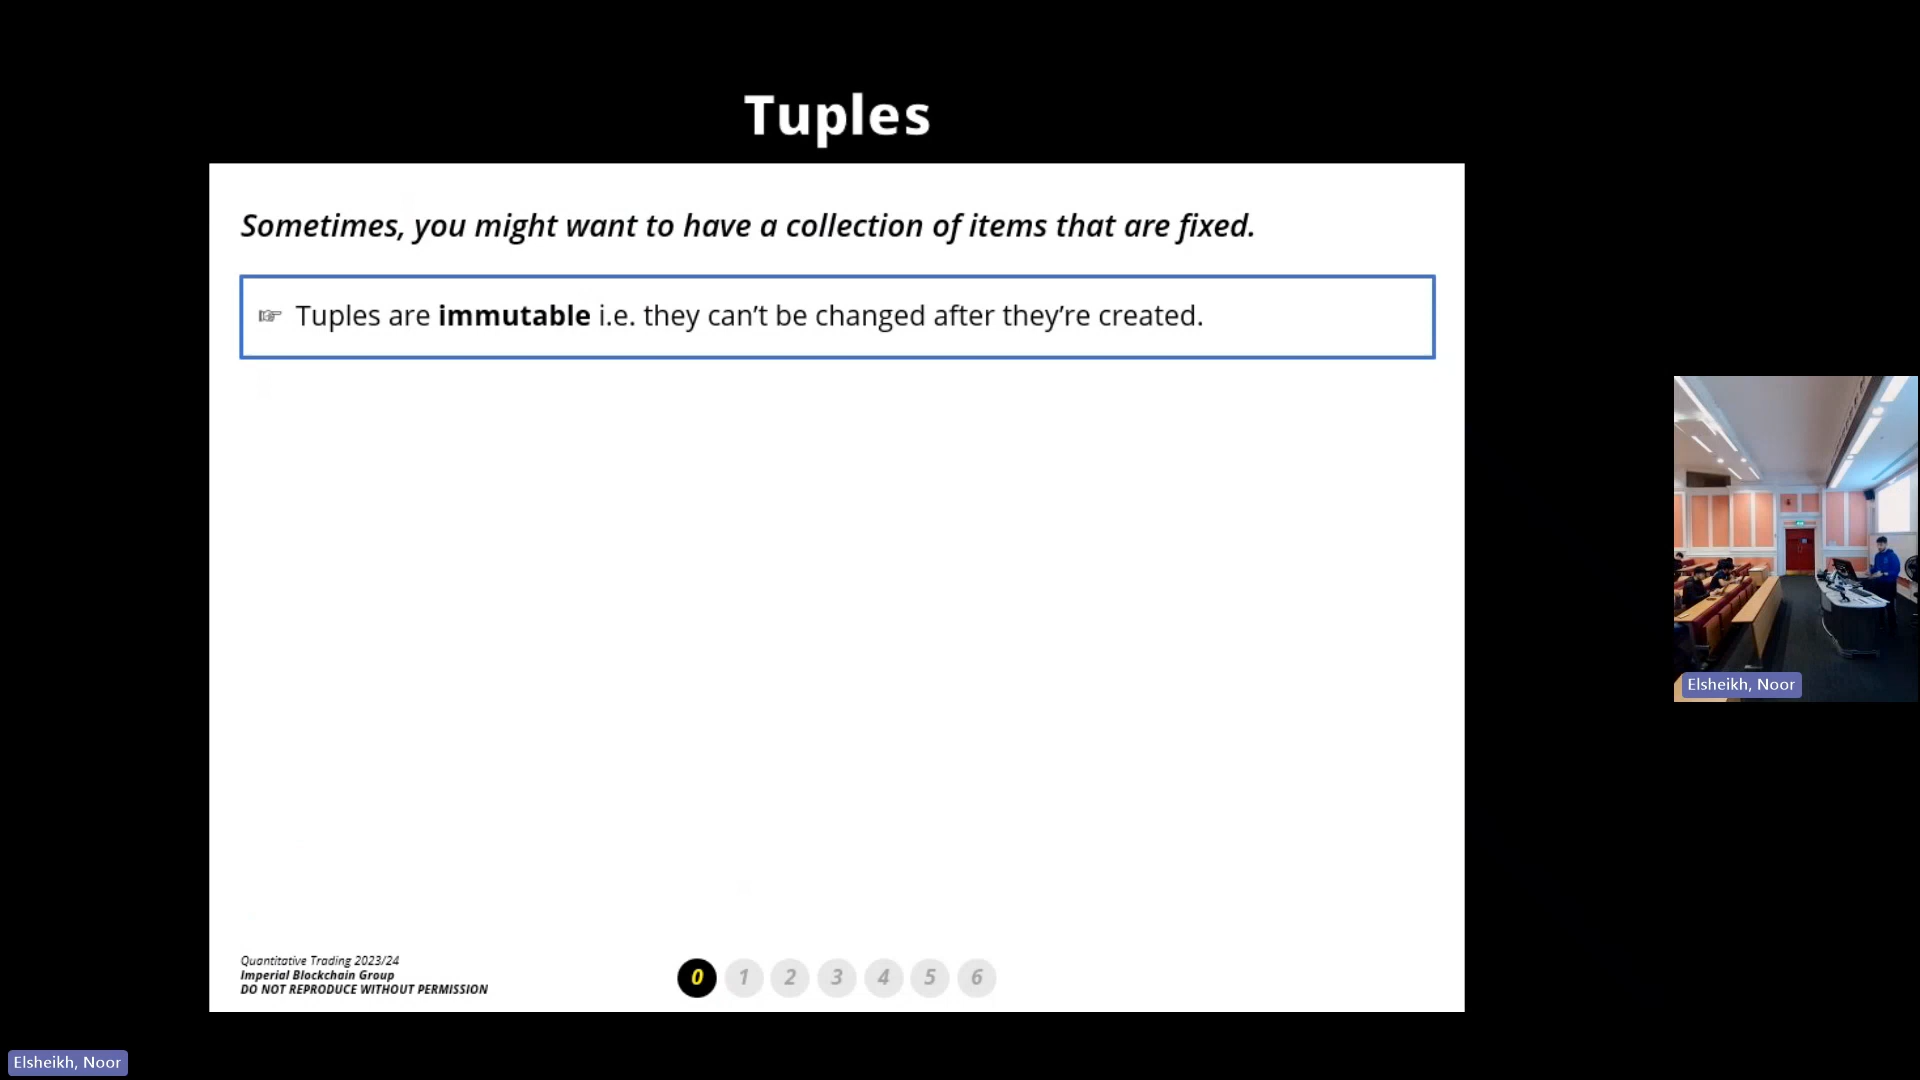 Tuples
Sometimes, you might want to have a collection of items that are fixed.
☞ Tuples are immutable i.e. they can’t be changed after they’re created.
Quantitative Trading 2023/24
Imperial Blockchain Group
DO NOT REPRODUCE WITHOUT PERMISSION
0 1 2 3 4 5 6
Elsheikh, Noor
Elsheikh, Noor